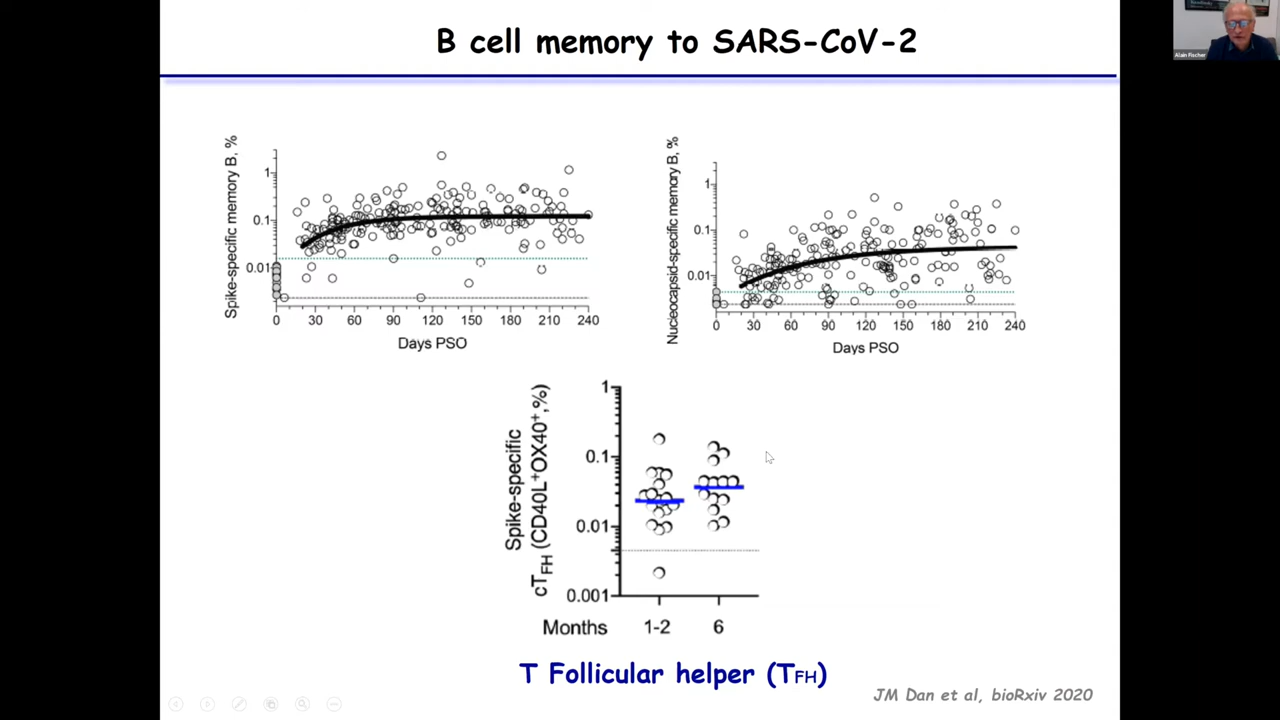 B cell memory to SARS-CoV-2
Alain Fischer
Spike-specific memory B, %
1
0.1
0.01
0 30 60 90 120 150 180 210 240
Days PSO
Nucleocapsid-specific memory B, %
1
0.1
0.01
0 30 60 90 120 150 180 210 240
Days PSO
Spike-specific
cTFH (CD40L+OX40+,%)
1
0.1
0.01
0.001
Months 1-2 6
T Follicular helper (TFH)
JM Dan et al, bioRxiv 2020